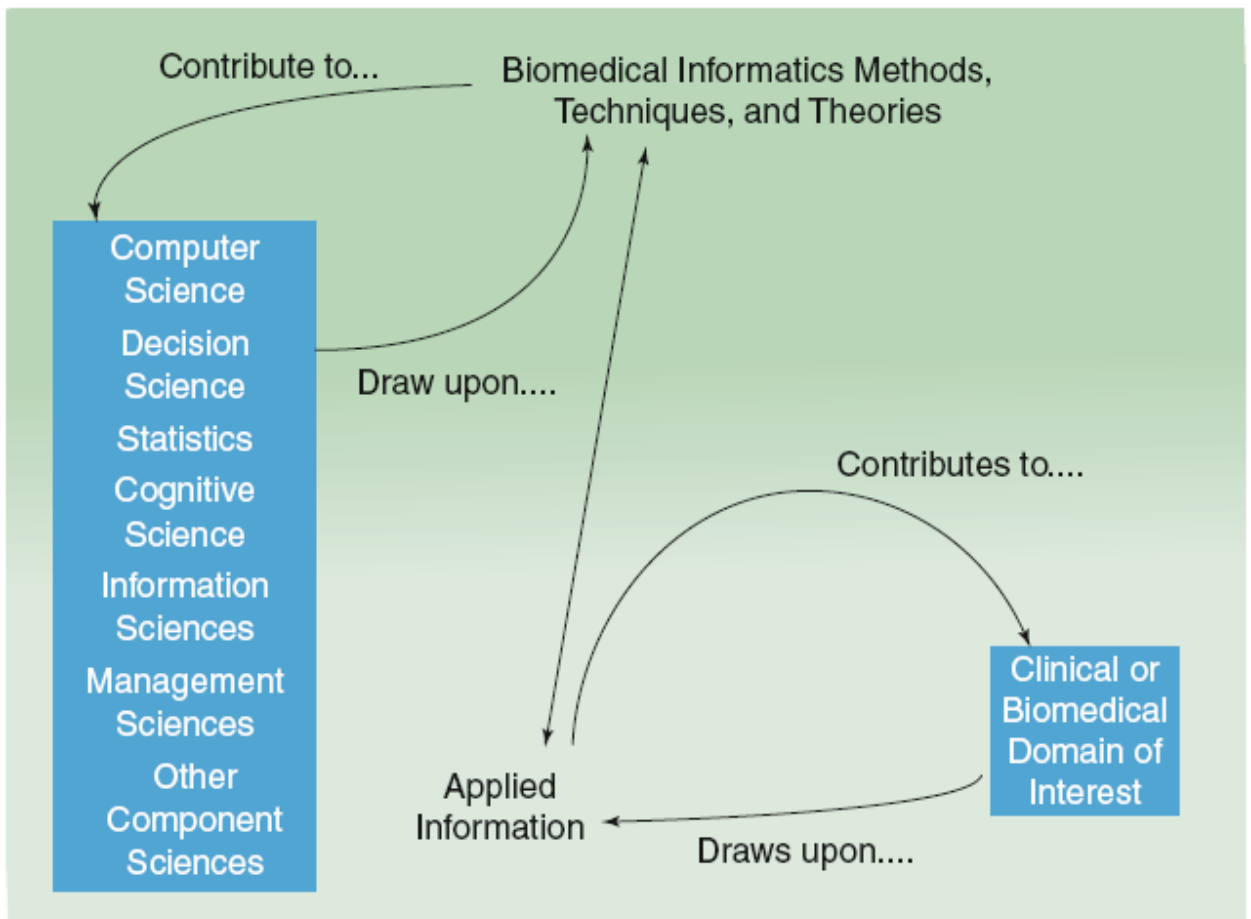 Contribute to...
Biomedical Informatics Methods,
Techniques, and Theories
Computer
Science
Decision
Science
Statistics
Cognitive
Science
Information
Sciences
Management
Sciences
Other
Component
Sciences
Draw upon....
Contributes to....
Applied
Information
Clinical or
Biomedical
Domain of
Interest
Draws upon....